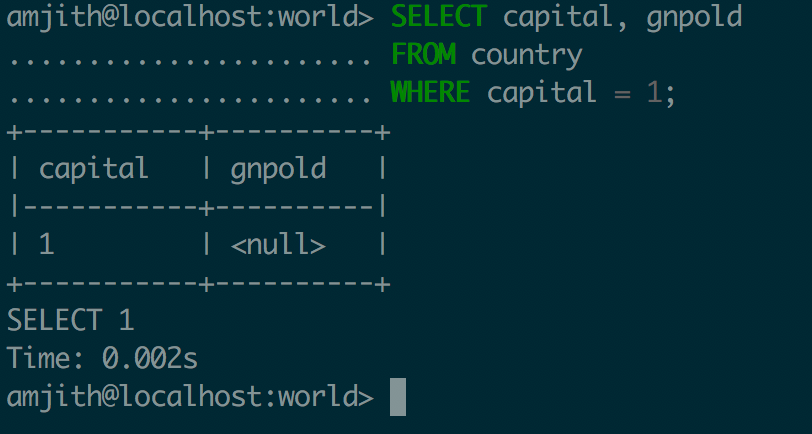 amjith@localhost:world> SELECT capital, gnpold
....................... FROM country
....................... WHERE capital = 1;
+-----------+----------+
| capital   | gnpold   |
|-----------+----------|
| 1         | <null>   |
+-----------+----------+
SELECT 1
Time: 0.002s
amjith@localhost:world>